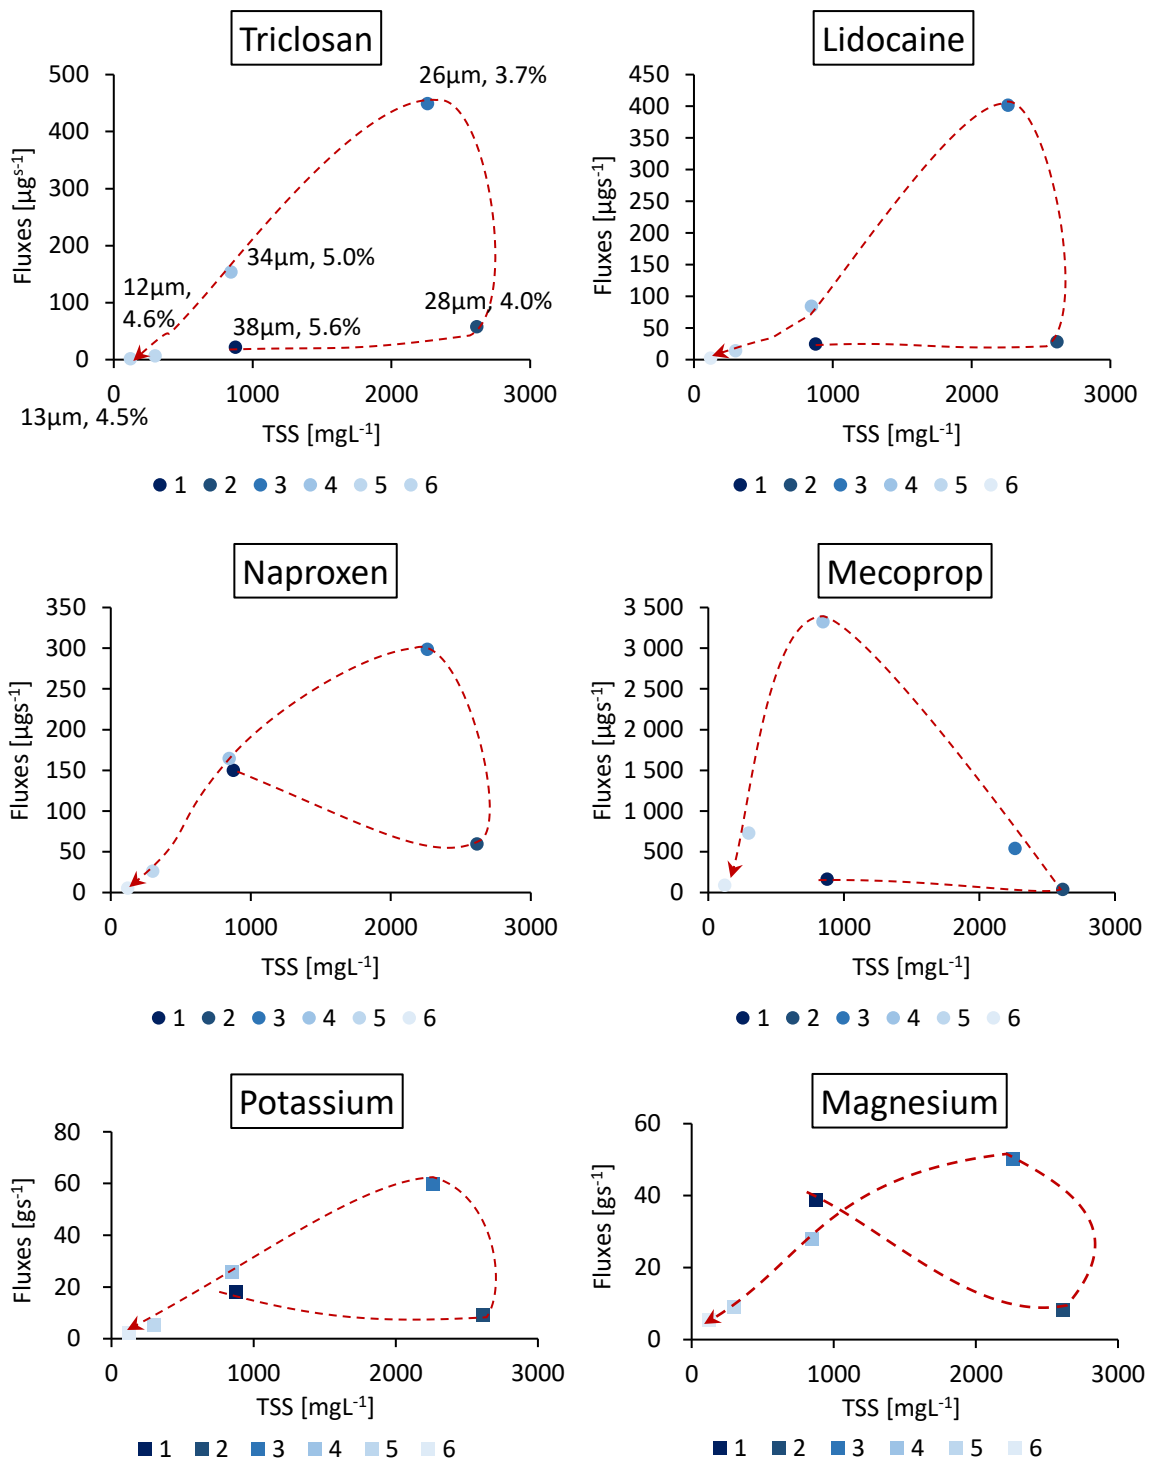 Triclosan
500
450
400
300
200
100
0
0
1000
2000
3000
Fluxes [µgˢ⁻¹]
TSS [mgL⁻¹]
26µm, 3.7%
34µm, 5.0%
12µm,
4.6%
38µm, 5.6%
28µm, 4.0%
13µm, 4.5%
1 2 3 4 5 6
Lidocaine
450
400
350
300
250
200
150
100
50
0
0 1000 2000 3000
Fluxes [µgs⁻¹]
TSS [mgL⁻¹]
1 2 3 4 5 6
Naproxen
350
300
250
200
150
100
50
0
0 1000 2000 3000
Fluxes [µgs⁻¹]
TSS [mgL⁻¹]
1 2 3 4 5 6
Mecoprop
3 500
3 000
2 500
2 000
1 500
1 000
500
0
0 1000 2000 3000
Fluxes [µgs⁻¹]
TSS [mgL⁻¹]
1 2 3 4 5 6
Potassium
80
60
40
20
0
0 1000 2000 3000
Fluxes [gs⁻¹]
TSS [mgL⁻¹]
1 2 3 4 5 6
Magnesium
60
40
20
0
0 1000 2000 3000
Fluxes [gs⁻¹]
TSS [mgL⁻¹]
1 2 3 4 5 6